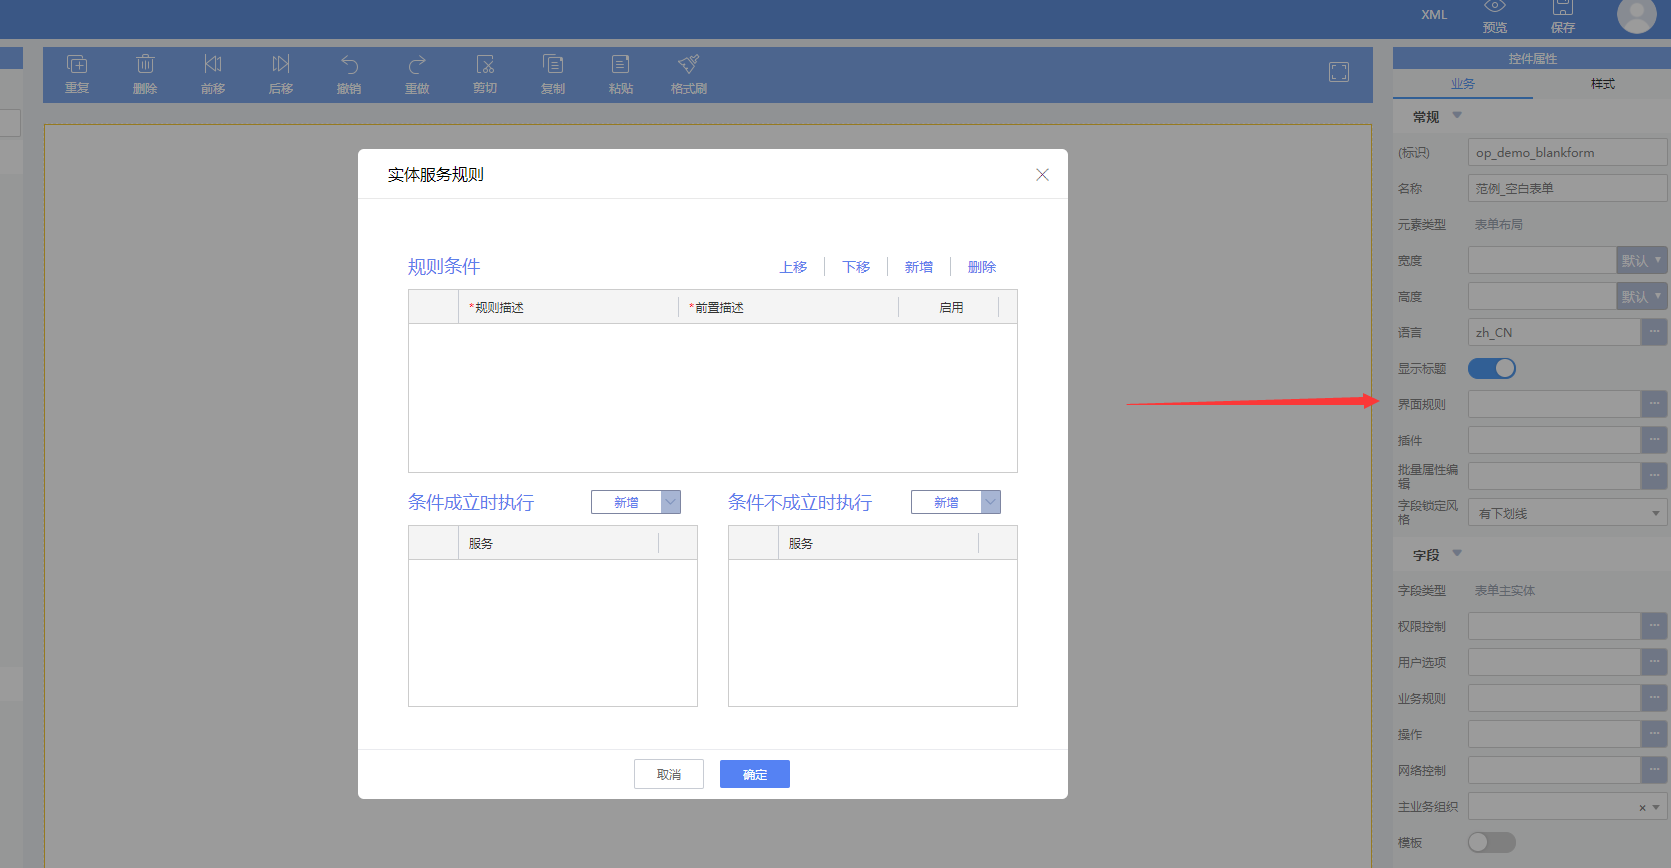 XML
预览
保存
重复
删除
前移
后移
撤销
重做
剪切
复制
粘贴
格式刷
控件属性
业务
样式
常规
(标识)
op_demo_blankform
名称
范例_空白表单
元素类型
表单布局
宽度
默认
高度
默认
语言
zh_CN
显示标题
界面规则
插件
批量属性编
辑
字段锁定风
格
有下划线
字段
字段类型
表单主实体
权限控制
用户选项
业务规则
操作
网络控制
主业务组织
模板
实体服务规则
规则条件
上移
下移
新增
删除
*规则描述
*前置描述
启用
条件成立时执行
新增
条件不成立时执行
新增
服务
服务
取消
确定